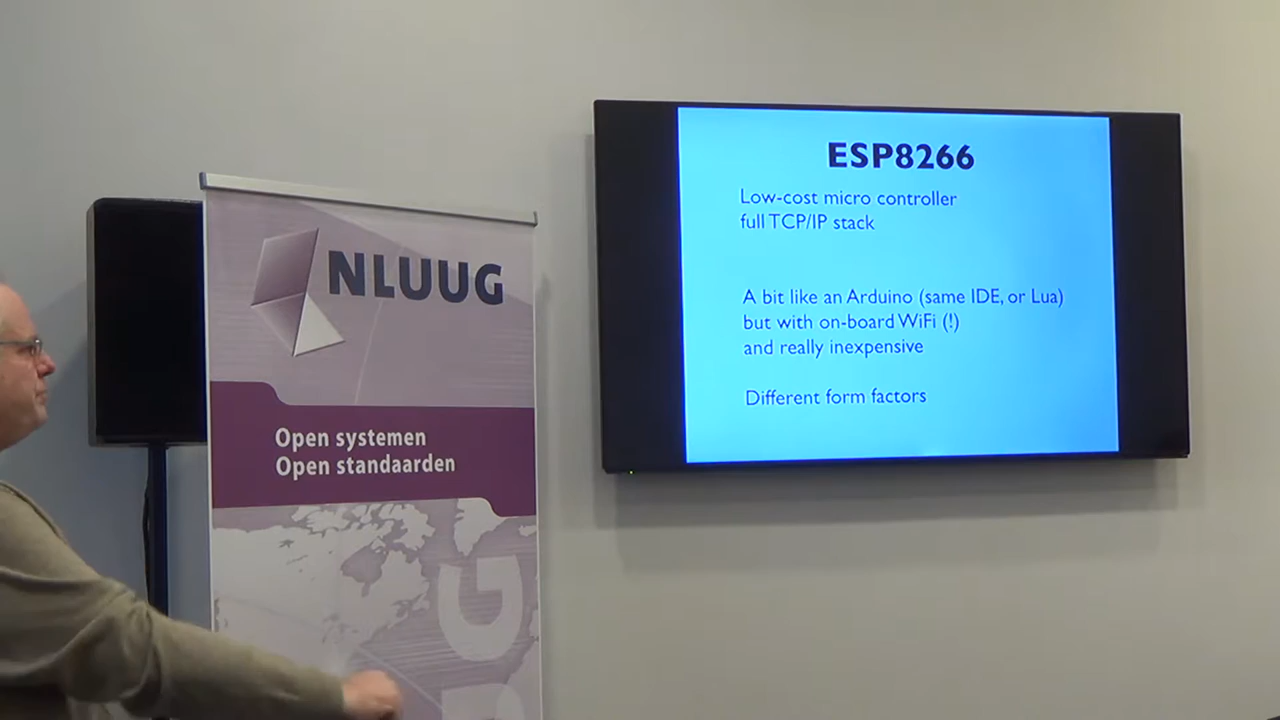 NLUUG
Open systemen
Open standaarden
G
ESP8266
Low-cost micro controller
full TCP/IP stack
A bit like an Arduino (same IDE, or Lua)
but with on-board WiFi (!)
and really inexpensive
Different form factors